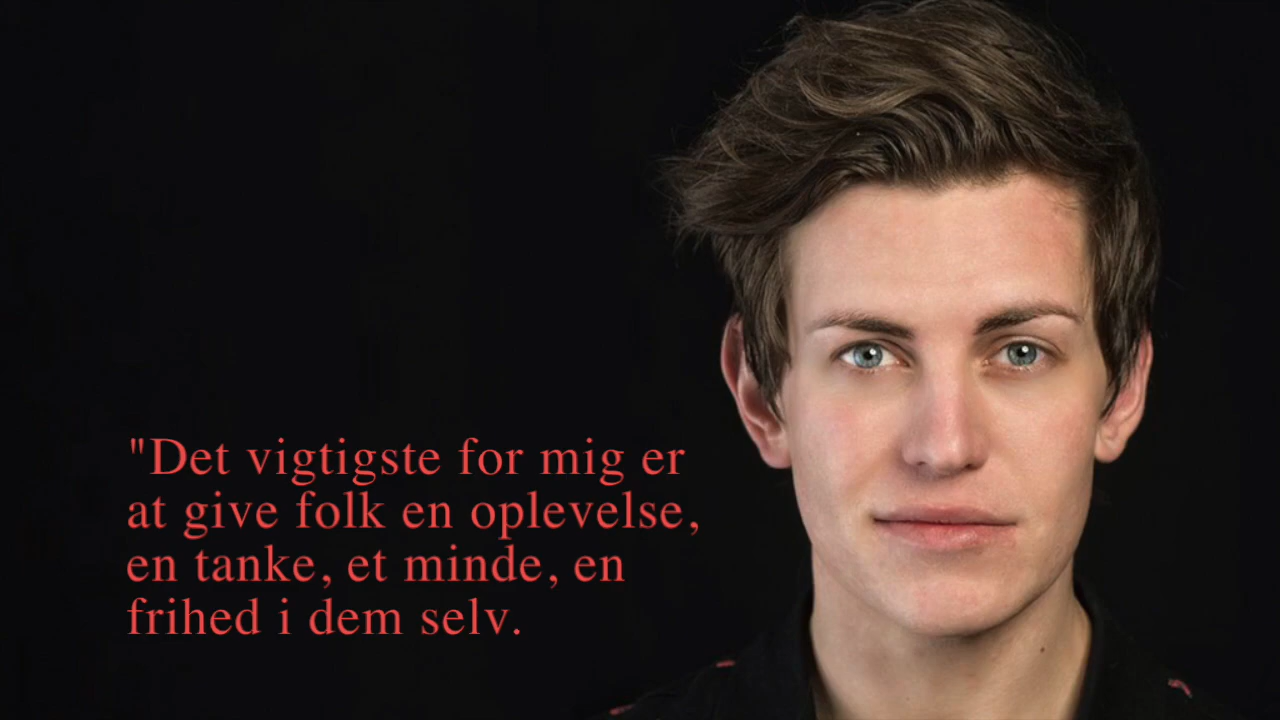 "Det vigtigste for mig er
at give folk en oplevelse,
en tanke, et minde, en
frihed i dem selv.